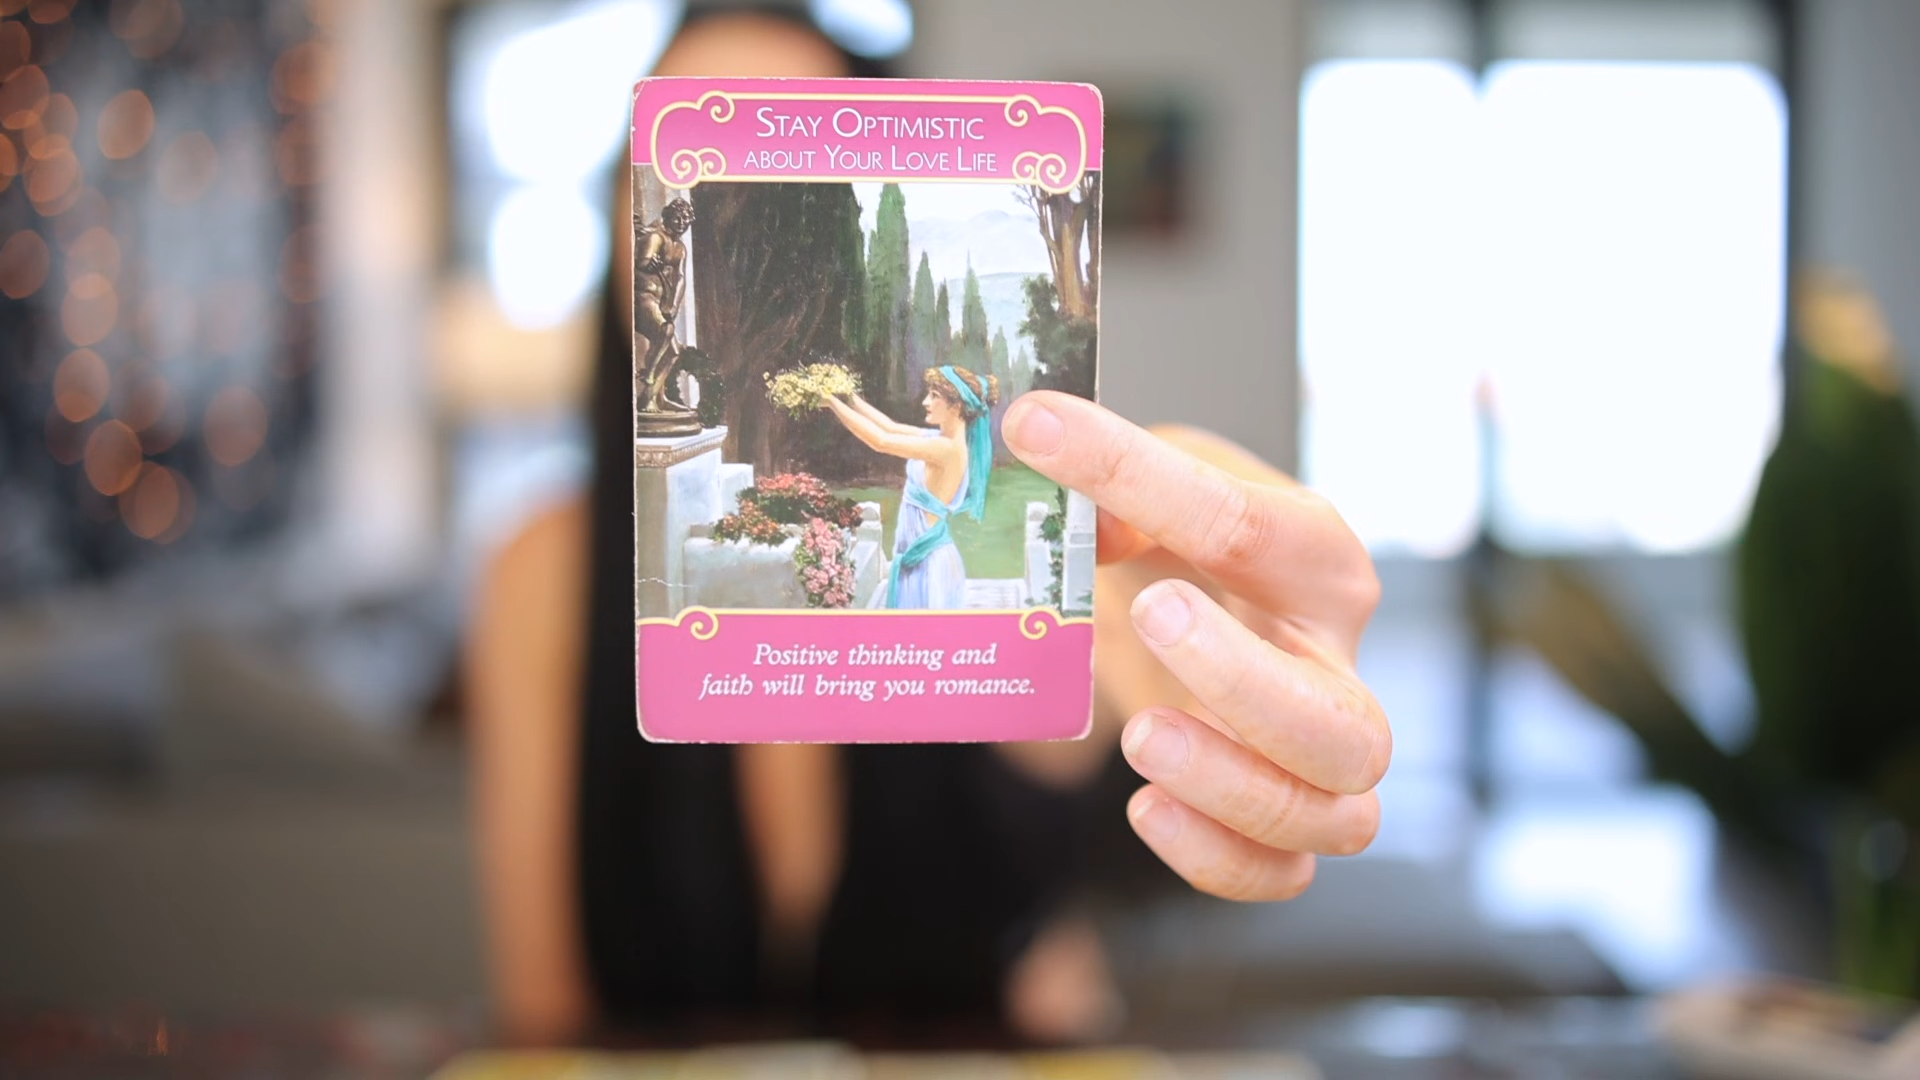 Stay Optimistic
about Your Love Life
Positive thinking and
faith will bring you romance.